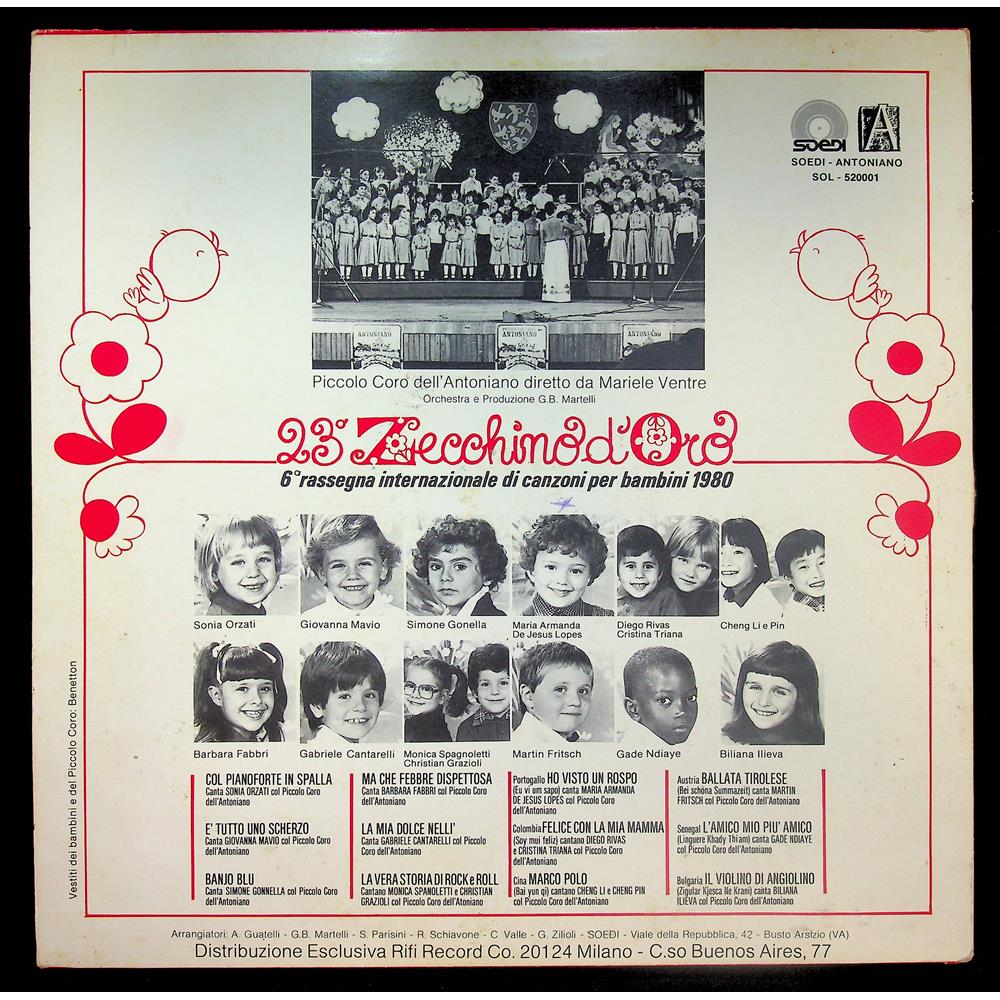 SOEDI
A
SOEDI - ANTONIANO
SOL - 520001
ANTONIANO
ANTONIANO
ANTONIANO
Piccolo Coro dell'Antoniano diretto da Mariele Ventre
Orchestra e Produzione G.B. Martelli
23° Zecchino d'Oro
6ª rassegna internazionale di canzoni per bambini 1980
Sonia Orzati
Giovanna Mavio
Simone Gonella
Maria Armanda
De Jesus Lopes
Diego Rivas
Cristina Triana
Cheng Li e Pin
Barbara Fabbri
Gabriele Cantarelli
Monica Spagnoletti
Christian Grazioli
Martin Fritsch
Gade Ndiaye
Biliana Ilieva
Vestiti dei bambini e del Piccolo Coro: Benetton
COL PIANOFORTE IN SPALLA
Canta SONIA ORZATI col Piccolo Coro
dell'Antoniano
E' TUTTO UNO SCHERZO
Canta GIOVANNA MAVIO col Piccolo Coro
dell'Antoniano
BANJO BLU
Canta SIMONE GONNELLA col Piccolo Coro
dell'Antoniano
MA CHE FEBBRE DISPETTOSA
Canta BARBARA FABBRI col Piccolo Coro
dell'Antoniano
LA MIA DOLCE NELLI'
Canta GABRIELE CANTARELLI col Piccolo
Coro dell'Antoniano
LA VERA STORIA DI ROCK e ROLL
Cantano MONICA SPANOLETTI e CHRISTIAN
GRAZIOLI col Piccolo Coro dell'Antoniano
Portogallo HO VISTO UN ROSPO
(Eu vi um sapo) canta MARIA ARMANDA
DE JESUS LOPES col Piccolo Coro
dell'Antoniano
Colombia FELICE CON LA MIA MAMMA
(Soy mui feliz) cantano DIEGO RIVAS
e CRISTINA TRIANA col Piccolo Coro
dell'Antoniano
Cina MARCO POLO
(Bai yun qi) cantano CHENG LI e CHENG PIN
col Piccolo Coro dell'Antoniano
Austria BALLATA TIROLESE
(Bei schöna Summazeit) canta MARTIN
FRITSCH col Piccolo Coro dell'Antoniano
Senegal L'AMICO MIO PIU' AMICO
(Linguere Khady Thiam) canta GADE NDIAYE
col Piccolo Coro dell'Antoniano
Bulgaria IL VIOLINO DI ANGIOLINO
(Zigular Kjesca Ne Krani) canta BILIANA
ILIEVA col Piccolo Coro dell'Antoniano
Arrangiatori: A. Guatelli - G.B. Martelli - S. Parisini - R. Schiavone - C. Valle - G. Zilioli - SOEDI - Viale della Repubblica, 42 - Busto Arsizio (VA)
Distribuzione Esclusiva Rifi Record Co. 20124 Milano - C.so Buenos Aires, 77